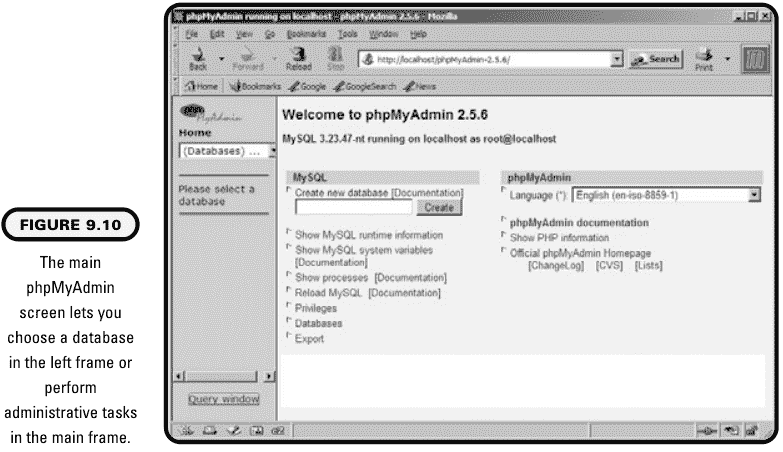 phpMyAdmin running on localhost - phpMyAdmin 2.5.6 - Mozilla
File Edit View Go Bookmarks Tools Window Help
Back Forward Reload Stop http://localhost/phpMyAdmin-2.5.6/ Search Print
Home Bookmarks Google GoogleSearch News
php
MyAdmin
Home
(Databases) ...
Please select a
database
Query window
Welcome to phpMyAdmin 2.5.6
MySQL 3.23.47-nt running on localhost as root@localhost
MySQL
Create new database [Documentation]
Create
Show MySQL runtime information
Show MySQL system variables
[Documentation]
Show processes [Documentation]
Reload MySQL [Documentation]
Privileges
Databases
Export
phpMyAdmin
Language (*): English (en-iso-8859-1)
phpMyAdmin documentation
Show PHP information
Official phpMyAdmin Homepage
[ChangeLog] [CVS] [Lists]
FIGURE 9.10
The main
phpMyAdmin
screen lets you
choose a database
in the left frame or
perform
administrative tasks
in the main frame.